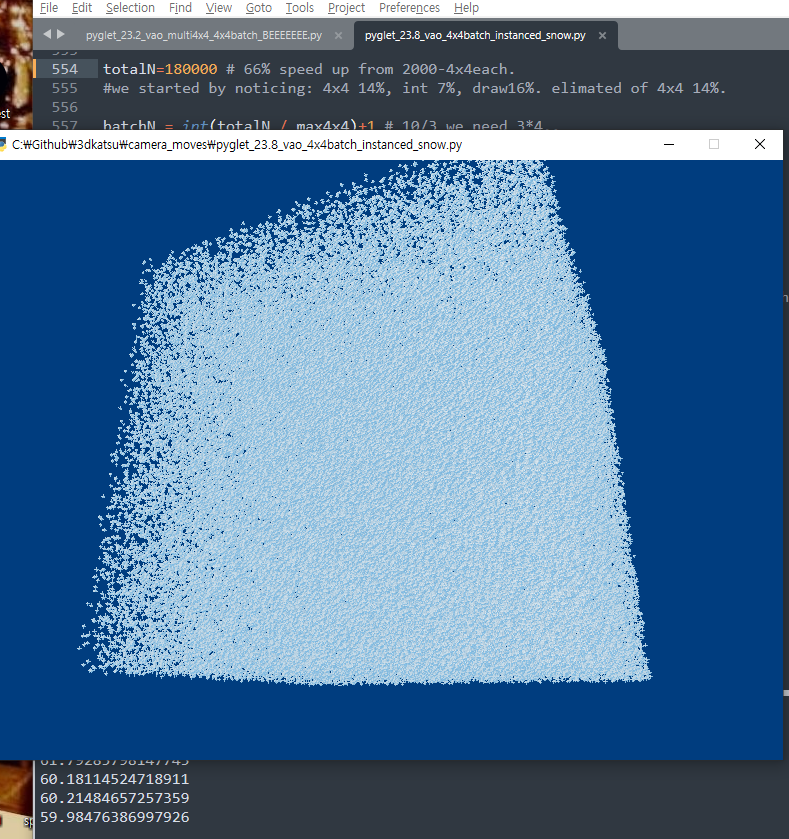 File Edit Selection Find View Goto Tools Project Preferences Help
pyglet_23.2_vao_multi4x4_4x4batch_BEEEEEEE.py × pyglet_23.8_vao_4x4batch_instanced_snow.py ×
554 totalN=180000 # 66% speed up from 2000-4x4each.
555 #we started by noticing: 4x4 14%, int 7%, draw16%. elimated of 4x4 14%.
556
557 batchN = int(totalN / max4x4)+1 # 10/3 we need 3*4
C:₩Github₩3dkatsu₩camera_moves₩pyglet_23.8_vao_4x4batch_instanced_snow.py
60.18114524718911
60.21484657257359
59.98476386997926